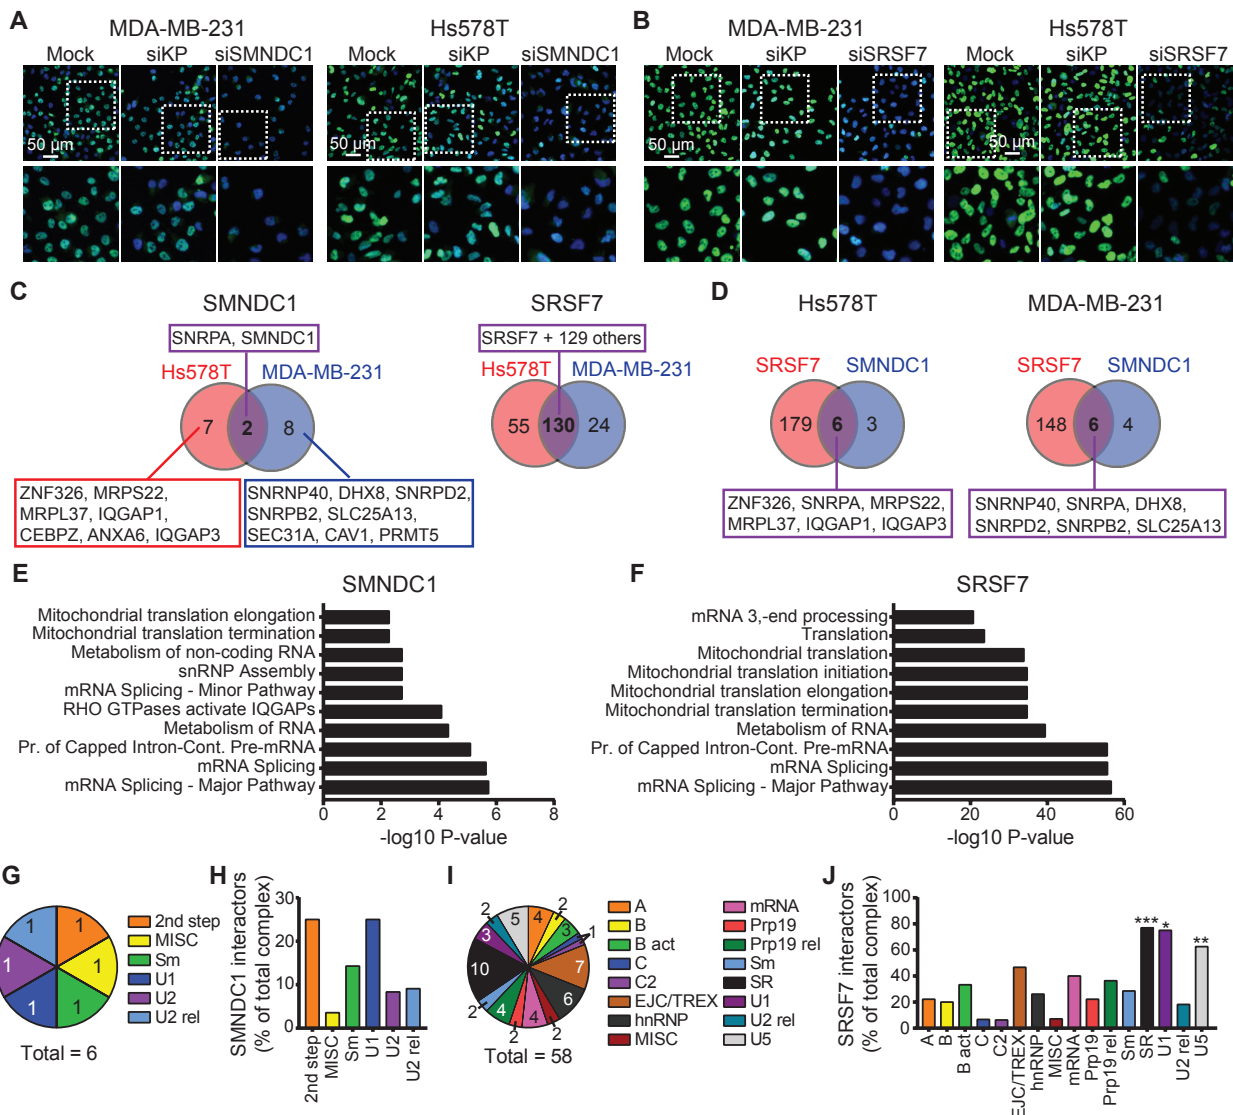 A
MDA-MB-231
Hs578T
Mock siKP siSMNDC1
Mock siKP siSMNDC1
50 µm
50 µm
B
MDA-MB-231
Hs578T
Mock siKP siSRSF7
Mock siKP siSRSF7
50 µm
50 µm
C
SMNDC1
SNRPA, SMNDC1
Hs578T MDA-MB-231
7 2 8
ZNF326, MRPS22,
MRPL37, IQGAP1,
CEBPZ, ANXA6, IQGAP3
SNRNP40, DHX8, SNRPD2,
SNRPB2, SLC25A13,
SEC31A, CAV1, PRMT5
SRSF7
SRSF7 + 129 others
Hs578T MDA-MB-231
55 130 24
D
Hs578T
SRSF7 SMNDC1
179 6 3
ZNF326, SNRPA, MRPS22,
MRPL37, IQGAP1, IQGAP3
MDA-MB-231
SRSF7 SMNDC1
148 6 4
SNRNP40, SNRPA, DHX8,
SNRPD2, SNRPB2, SLC25A13
E
SMNDC1
Mitochondrial translation elongation
Mitochondrial translation termination
Metabolism of non-coding RNA
snRNP Assembly
mRNA Splicing - Minor Pathway
RHO GTPases activate IQGAPs
Metabolism of RNA
Pr. of Capped Intron-Cont. Pre-mRNA
mRNA Splicing
mRNA Splicing - Major Pathway
0 2 4 6 8
-log10 P-value
F
SRSF7
mRNA 3,-end processing
Translation
Mitochondrial translation
Mitochondrial translation initiation
Mitochondrial translation elongation
Mitochondrial translation termination
Metabolism of RNA
Pr. of Capped Intron-Cont. Pre-mRNA
mRNA Splicing
mRNA Splicing - Major Pathway
0 20 40 60
-log10 P-value
G
1 1
1 1
1 1
Total = 6
2nd step
MISC
Sm
U1
U2
U2 rel
H
SMNDC1 interactors
(% of total complex)
30
20
10
0
2nd step
MISC
Sm
U1
U2
U2 rel
I
4
2
3
1
7
6
2
4
2
4
2
10
3
2
5
Total = 58
A
B
B act
C
C2
EJC/TREX
hnRNP
MISC
mRNA
Prp19
Prp19 rel
Sm
SR
U1
U2 rel
U5
J
SRSF7 interactors
(% of total complex)
100
80
60
40
20
0
***
*
**
A
B
B act
C
C2
EJC/TREX
hnRNP
MISC
mRNA
Prp19
Prp19 rel
Sm
SR
U1
U2 rel
U5